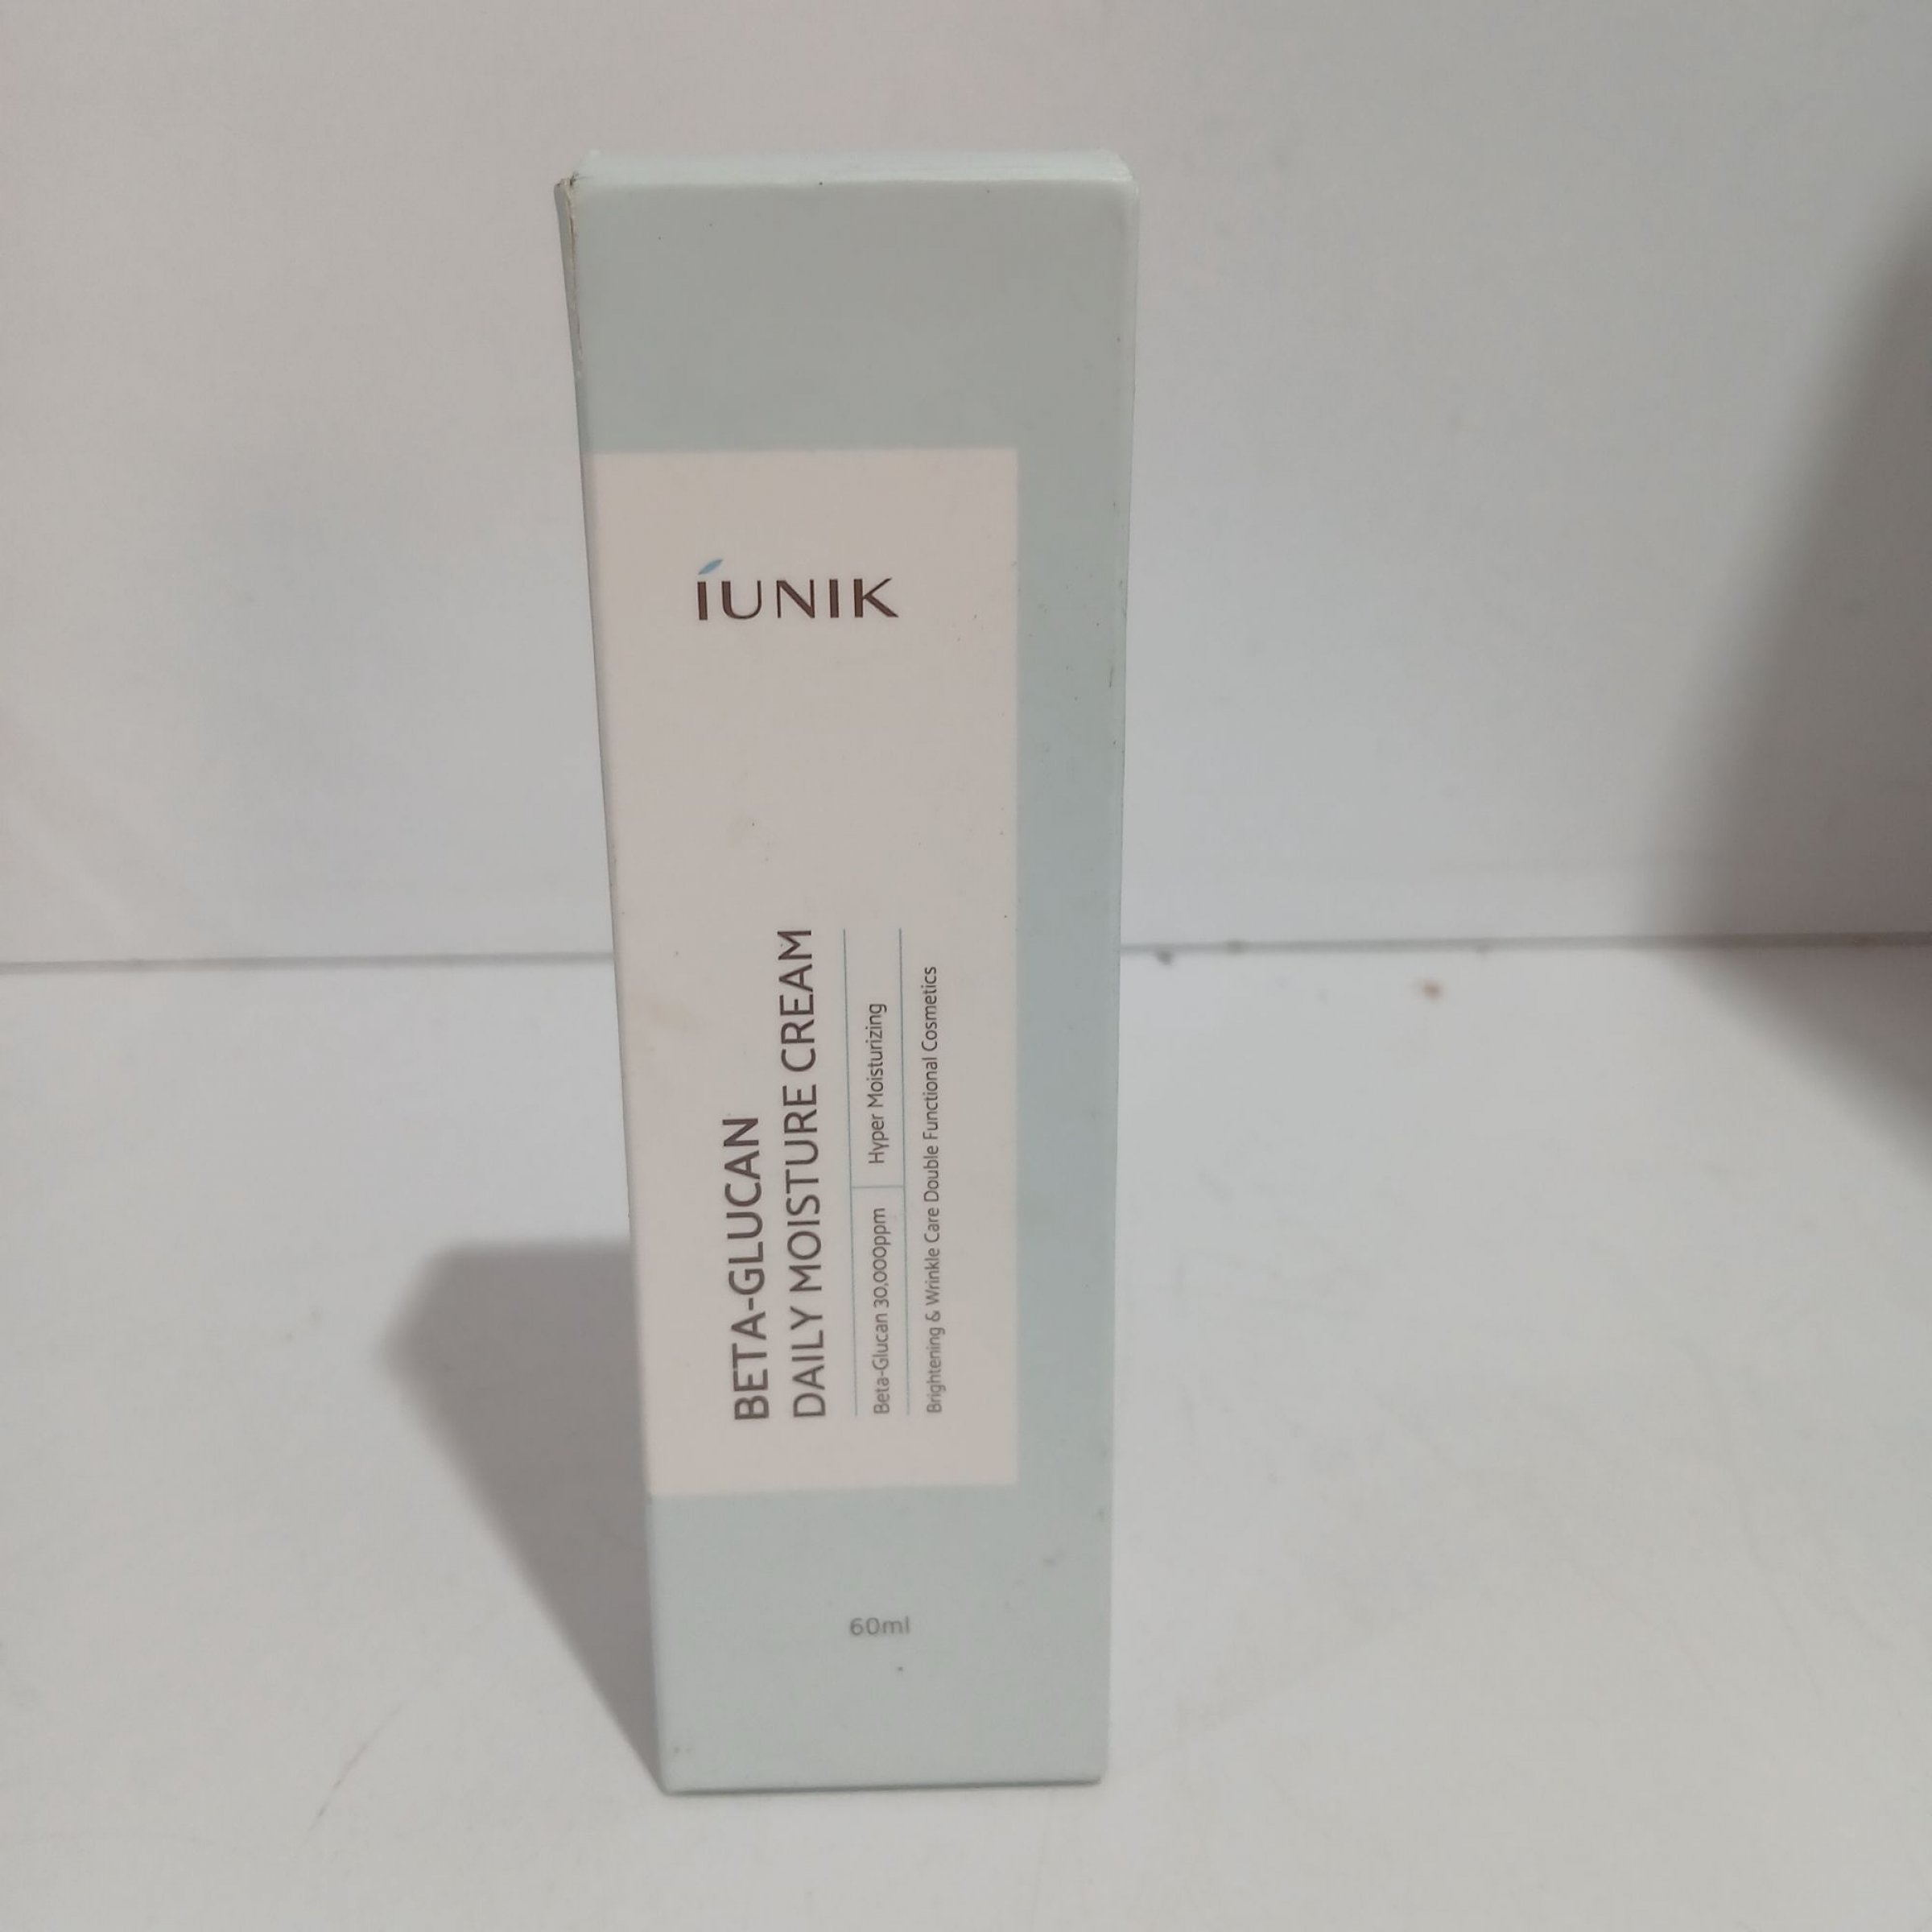 IUNIK
BETA-GLUCAN
DAILY MOISTURE CREAM
Beta-Glucan 30,000ppm | Hyper Moisturizing
Brightening & Wrinkle Care Double Functional Cosmetics
60ml